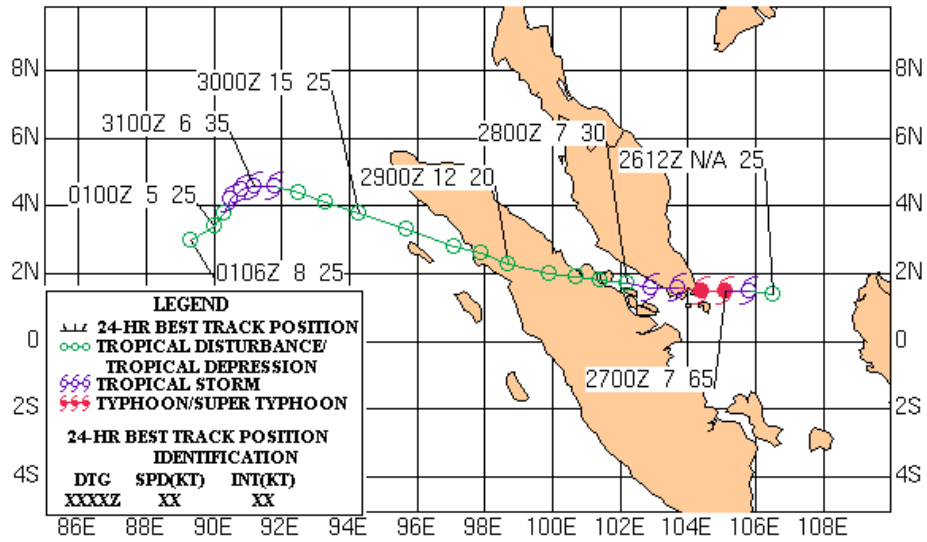 8N
8N
3000Z 15 25
3100Z 6 35
2800Z 7 30
6N
6N
2612Z N/A 25
2900Z 12 20
0100Z 5 25
4N
4N
0106Z 8 25
2N
2N
LEGEND
24-HR BEST TRACK POSITION
TROPICAL DISTURBANCE/
TROPICAL DEPRESSION
TROPICAL STORM
TYPHOON/SUPER TYPHOON
0
0
2700Z 7 65
2S
2S
24-HR BEST TRACK POSITION
IDENTIFICATION
DTG SPD(KT) INT(KT)
XXXXZ XX XX
4S
4S
86E 88E 90E 92E 94E 96E 98E 100E 102E 104E 106E 108E